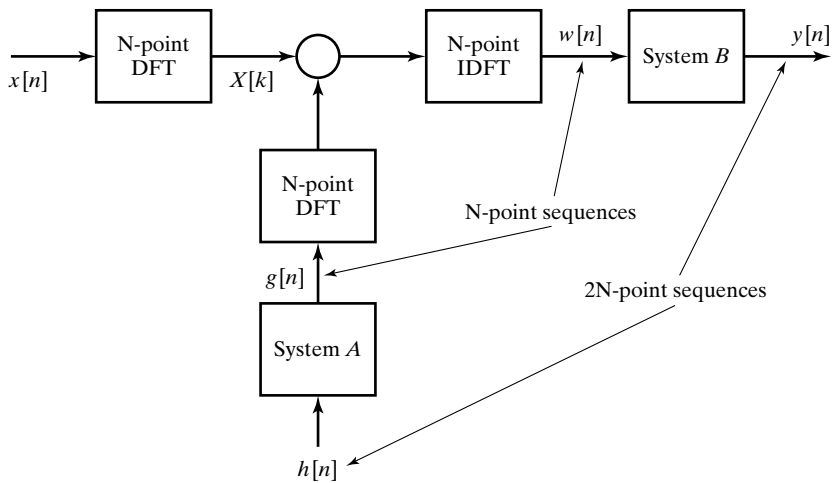 x[n]
N-point
DFT
X[k]
N-point
IDFT
w[n]
System B
y[n]
N-point
DFT
N-point sequences
g[n]
2N-point sequences
System A
h[n]